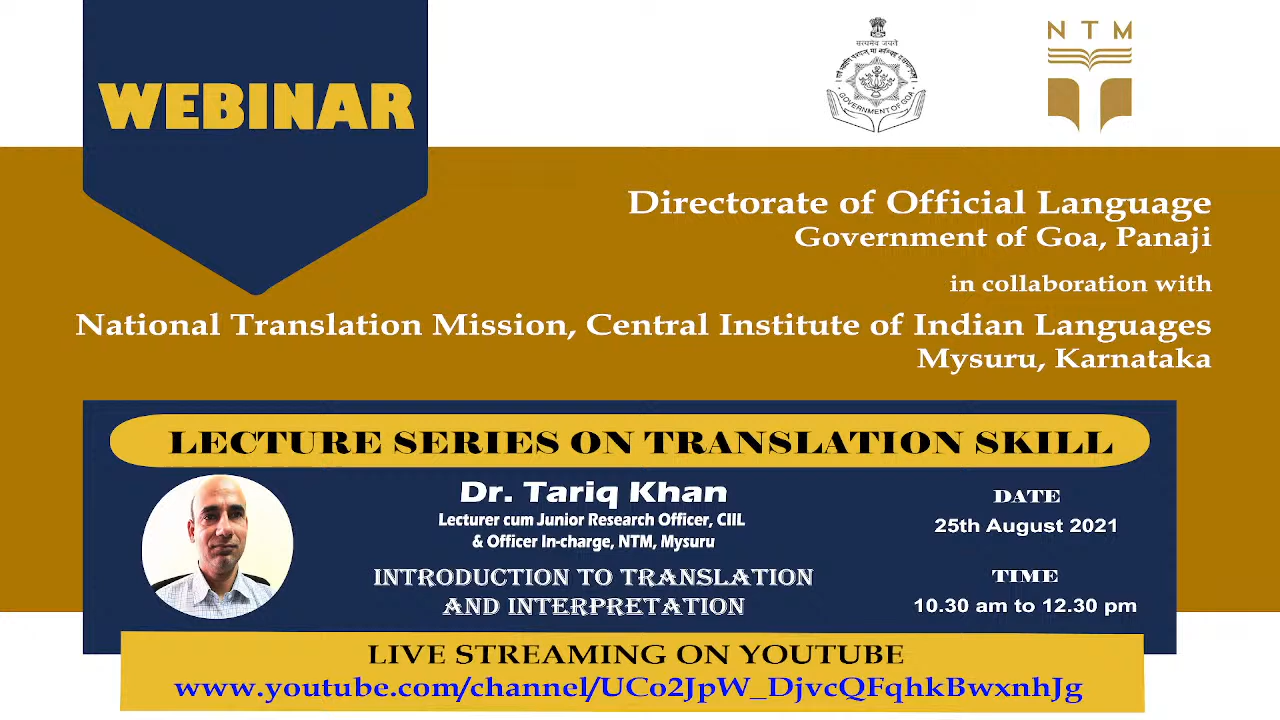 WEBINAR
सत्यमेव जयते
GOVERNMENT OF GOA
NTM
Directorate of Official Language
Government of Goa, Panaji
in collaboration with
National Translation Mission, Central Institute of Indian Languages
Mysuru, Karnataka
LECTURE SERIES ON TRANSLATION SKILL
Dr. Tariq Khan
Lecturer cum Junior Research Officer, CIIL
& Officer In-charge, NTM, Mysuru
INTRODUCTION TO TRANSLATION
AND INTERPRETATION
DATE
25th August 2021
TIME
10.30 am to 12.30 pm
LIVE STREAMING ON YOUTUBE
www.youtube.com/channel/UCo2JpW_DjvcQFqhkBwxnhJg